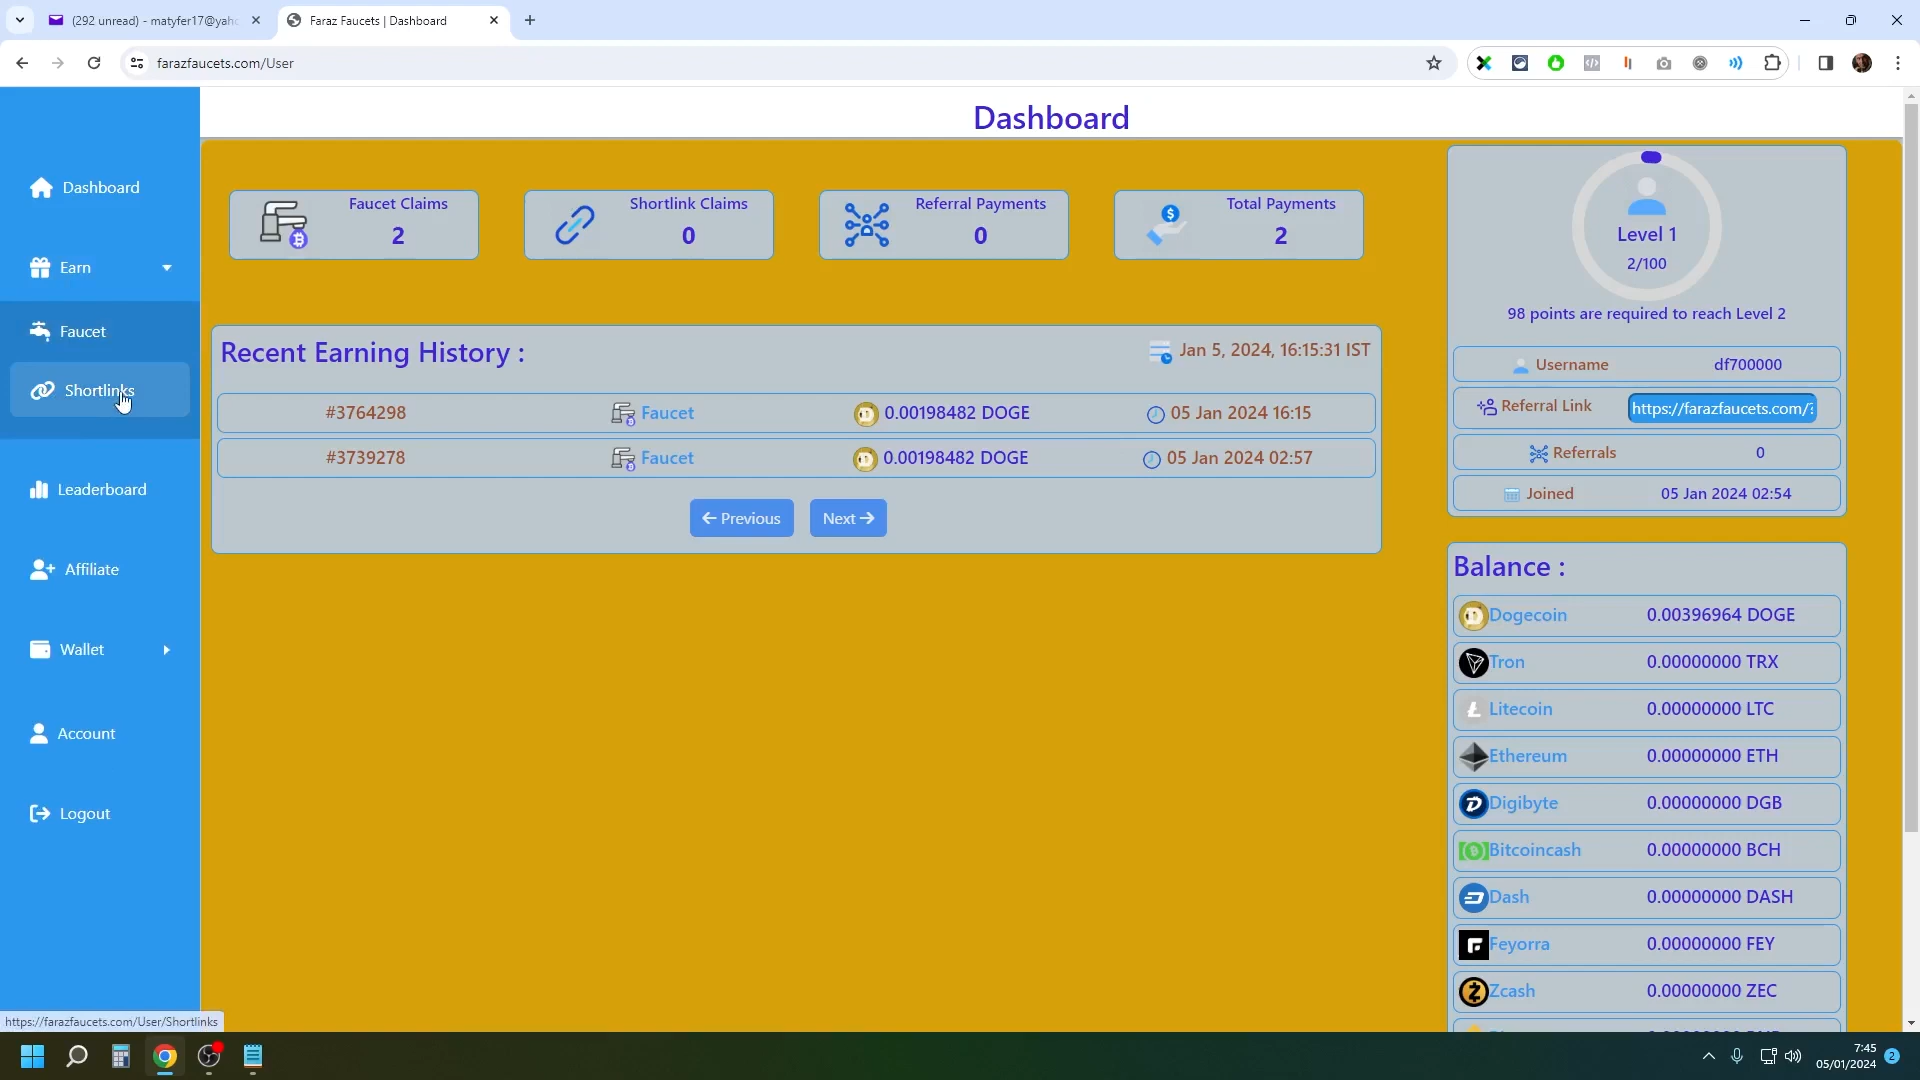 (292 unread) - matyfer17@yaho
Faraz Faucets | Dashboard
farazfaucets.com/User
Dashboard
Dashboard
Earn
Faucet
Shortlinks
Leaderboard
Affiliate
Wallet
Account
Logout
Faucet Claims
2
Shortlink Claims
0
Referral Payments
0
Total Payments
2
Recent Earning History :
Jan 5, 2024, 16:15:31 IST
#3764298 Faucet 0.00198482 DOGE 05 Jan 2024 16:15
#3739278 Faucet 0.00198482 DOGE 05 Jan 2024 02:57
Previous
Next
Level 1
2/100
98 points are required to reach Level 2
Username df700000
Referral Link https://farazfaucets.com/?
Referrals 0
Joined 05 Jan 2024 02:54
Balance :
Dogecoin 0.00396964 DOGE
Tron 0.00000000 TRX
Litecoin 0.00000000 LTC
Ethereum 0.00000000 ETH
Digibyte 0.00000000 DGB
Bitcoincash 0.00000000 BCH
Dash 0.00000000 DASH
Feyorra 0.00000000 FEY
Zcash 0.00000000 ZEC
https://farazfaucets.com/User/Shortlinks
7:45
05/01/2024
2